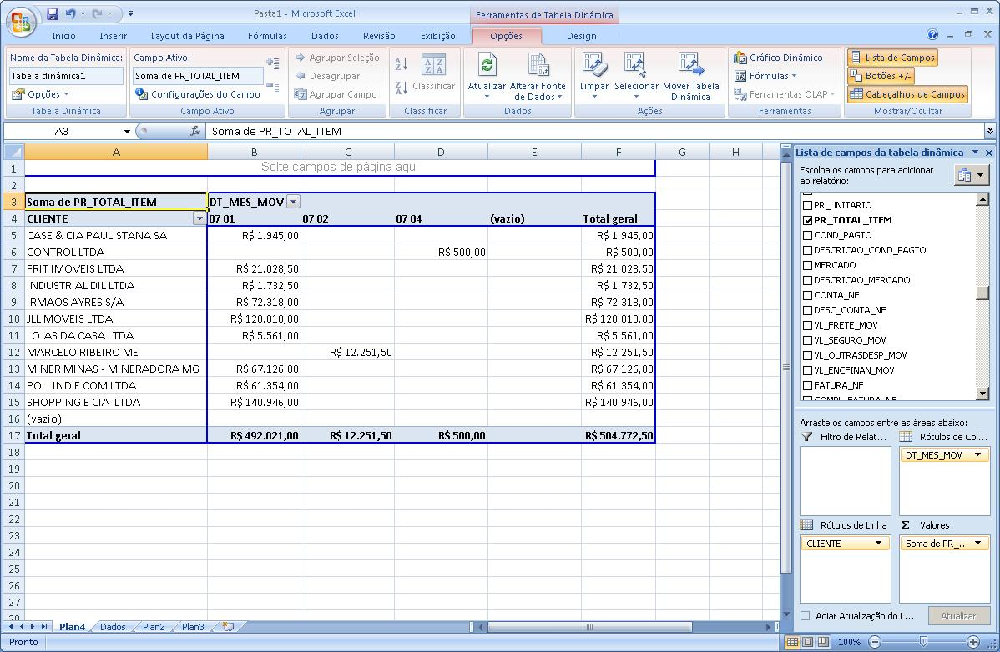 Pasta1 - Microsoft Excel
Ferramentas de Tabela Dinâmica
Início Inserir Layout da Página Fórmulas Dados Revisão Exibição Opções Design
Nome da Tabela Dinâmica:
Tabela dinâmica1
Opções
Tabela Dinâmica
Campo Ativo:
Soma de PR_TOTAL_ITEM
Configurações do Campo
Campo Ativo
Agrupar Seleção
Desagrupar
Agrupar Campo
Agrupar
Classificar
Classificar
Atualizar
Alterar Fonte
de Dados
Dados
Limpar
Selecionar
Mover Tabela
Dinâmica
Ações
Gráfico Dinâmico
Fórmulas
Ferramentas OLAP
Ferramentas
Lista de Campos
Botões +/-
Cabeçalhos de Campos
Mostrar/Ocultar
A3 fx Soma de PR_TOTAL_ITEM
A B C D E F G H
1 Solte campos de página aqui
2
3 Soma de PR_TOTAL_ITEM DT_MES_MOV
4 CLIENTE 07 01 07 02 07 04 (vazio) Total geral
5 CASE & CIA PAULISTANA SA R$ 1.945,00 R$ 1.945,00
6 CONTROL LTDA R$ 500,00 R$ 500,00
7 FRIT IMOVEIS LTDA R$ 21.028,50 R$ 21.028,50
8 INDUSTRIAL DIL LTDA R$ 1.732,50 R$ 1.732,50
9 IRMAOS AYRES S/A R$ 72.318,00 R$ 72.318,00
10 JLL MOVEIS LTDA R$ 120.010,00 R$ 120.010,00
11 LOJAS DA CASA LTDA R$ 5.561,00 R$ 5.561,00
12 MARCELO RIBEIRO ME R$ 12.251,50 R$ 12.251,50
13 MINER MINAS - MINERADORA MG R$ 67.126,00 R$ 67.126,00
14 POLI IND E COM LTDA R$ 61.354,00 R$ 61.354,00
15 SHOPPING E CIA LTDA R$ 140.946,00 R$ 140.946,00
16 (vazio)
17 Total geral R$ 492.021,00 R$ 12.251,50 R$ 500,00 R$ 504.772,50
18
19
20
21
22
23
24
25
26
27
28
Lista de campos da tabela dinâmica
Escolha os campos para adicionar
ao relatório:
PR_UNITARIO
PR_TOTAL_ITEM
COND_PAGTO
DESCRICAO_COND_PAGTO
MERCADO
DESCRICAO_MERCADO
CONTA_NF
DESC_CONTA_NF
VL_FRETE_MOV
VL_SEGURO_MOV
VL_OUTRASDESP_MOV
VL_ENCFINAN_MOV
FATURA_NF
COMPL_FATURA_NF
Arraste os campos entre as áreas abaixo:
Filtro de Relat... Rótulos de Col...
DT_MES_MOV
Rótulos de Linha Σ Valores
CLIENTE Soma de PR_...
Adiar Atualização do L... Atualizar
Plan4 Dados Plan2 Plan3
Pronto 100%